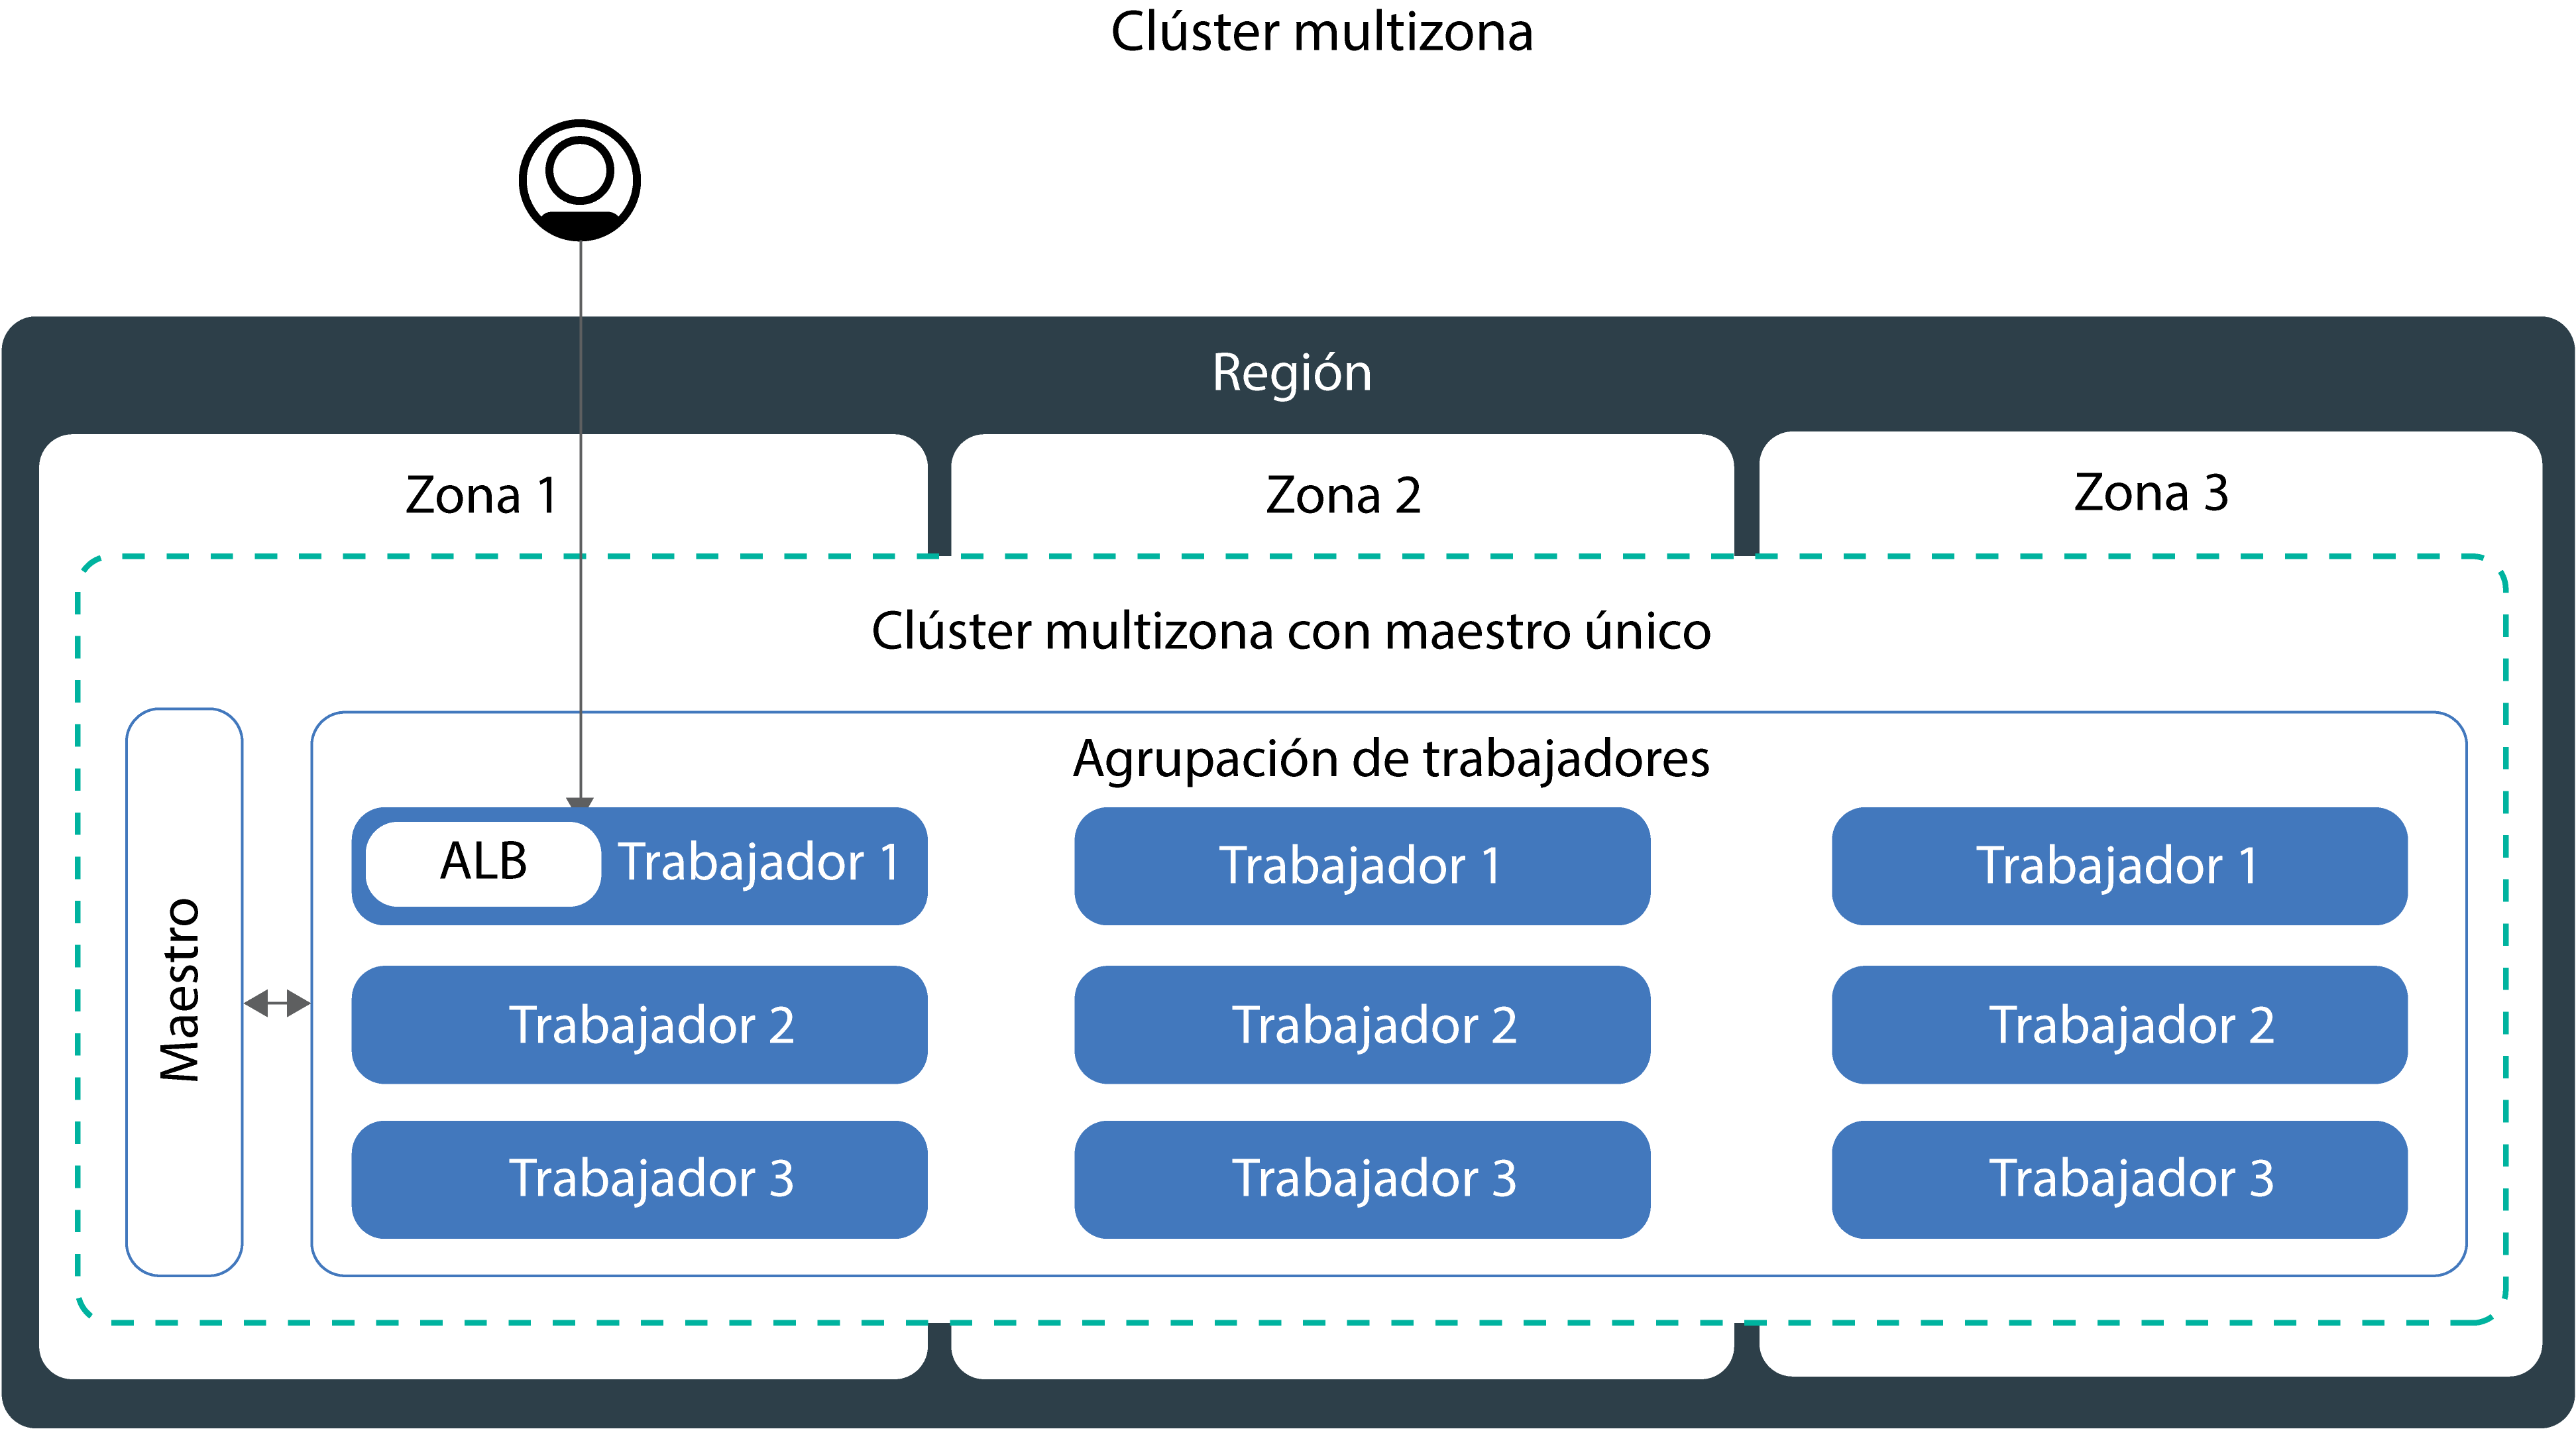 Clúster multizona
Región
Zona 1
Zona 2
Zona 3
Clúster multizona con maestro único
Maestro
Agrupación de trabajadores
ALB
Trabajador 1
Trabajador 1
Trabajador 1
Trabajador 2
Trabajador 2
Trabajador 2
Trabajador 3
Trabajador 3
Trabajador 3